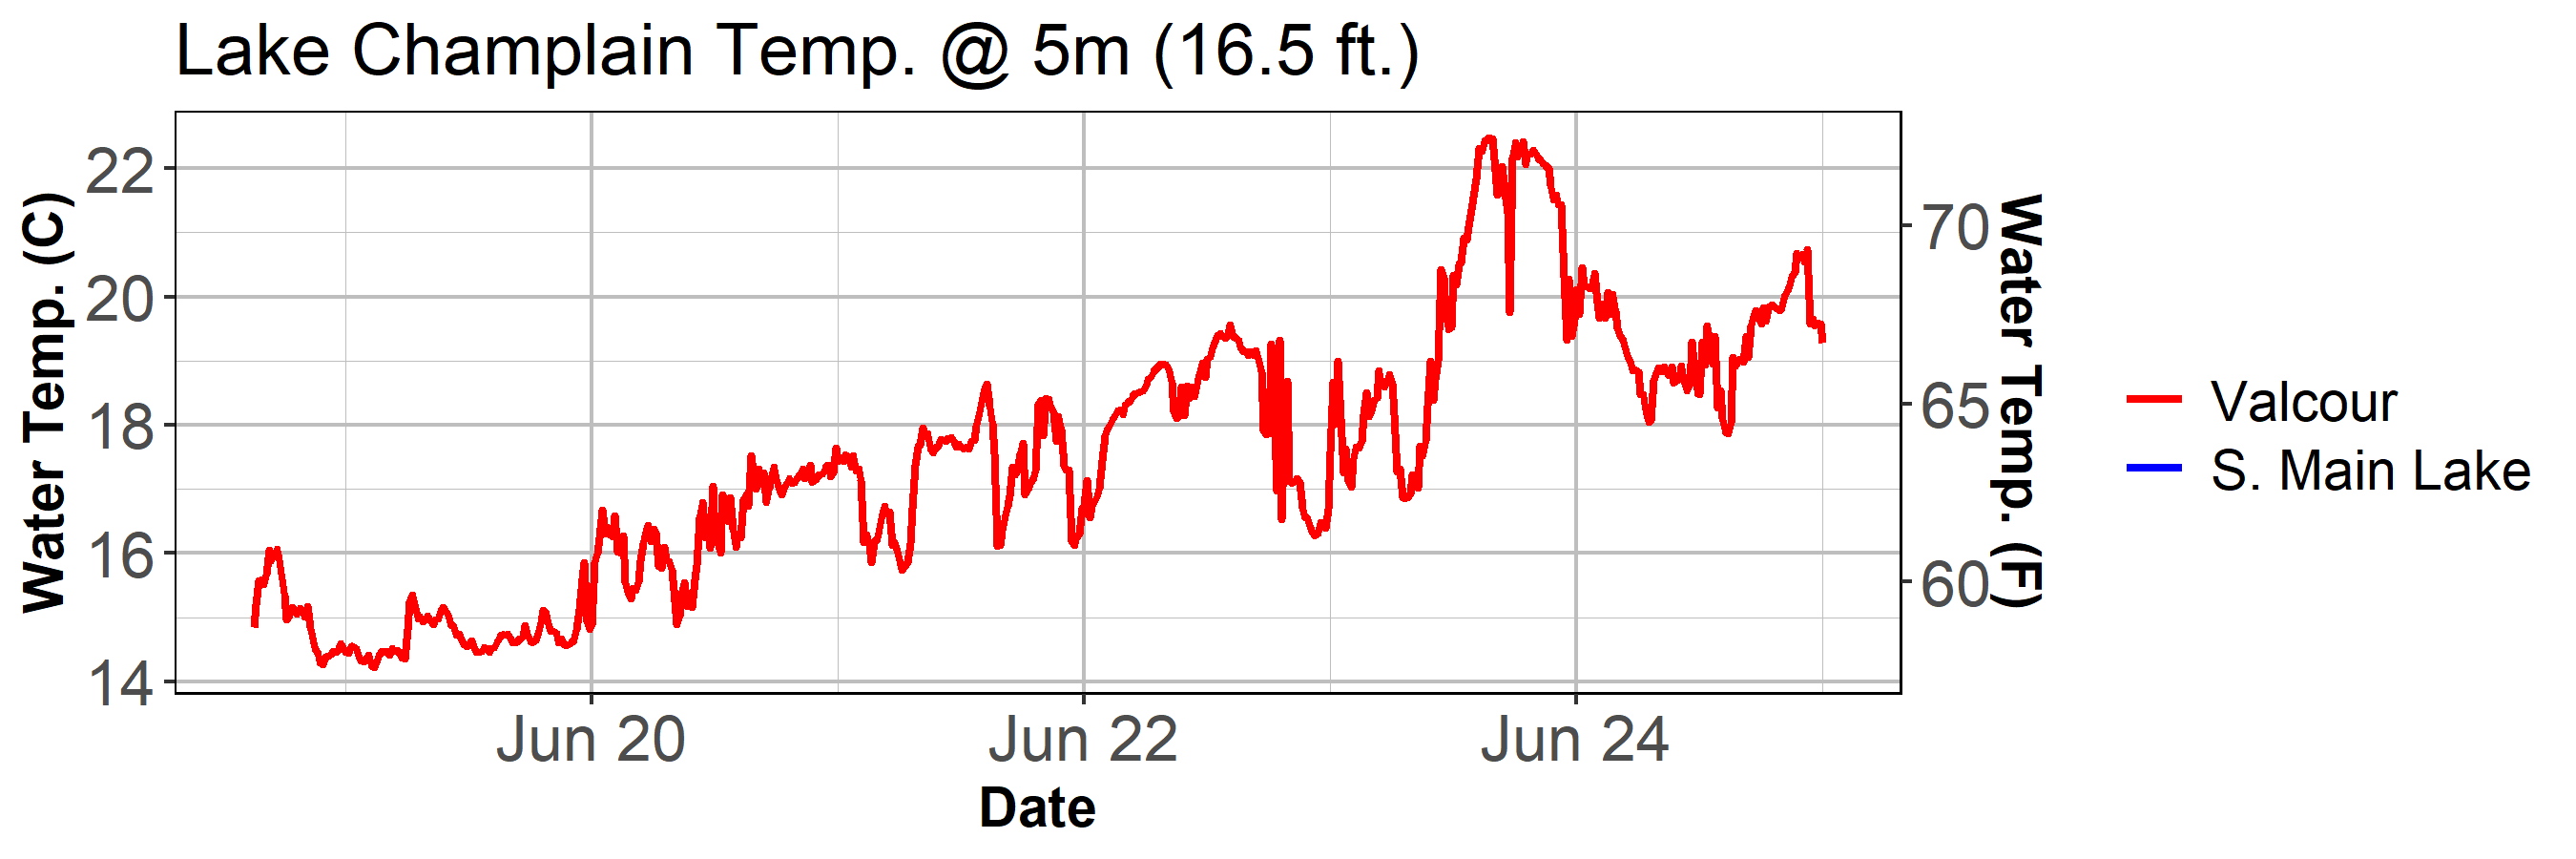 Lake Champlain Temp. @ 5m (16.5 ft.)
Water Temp. (C)
22
20
18
16
14
70
65
60
Water Temp. (F)
Jun 20
Jun 22
Jun 24
Date
Valcour
S. Main Lake